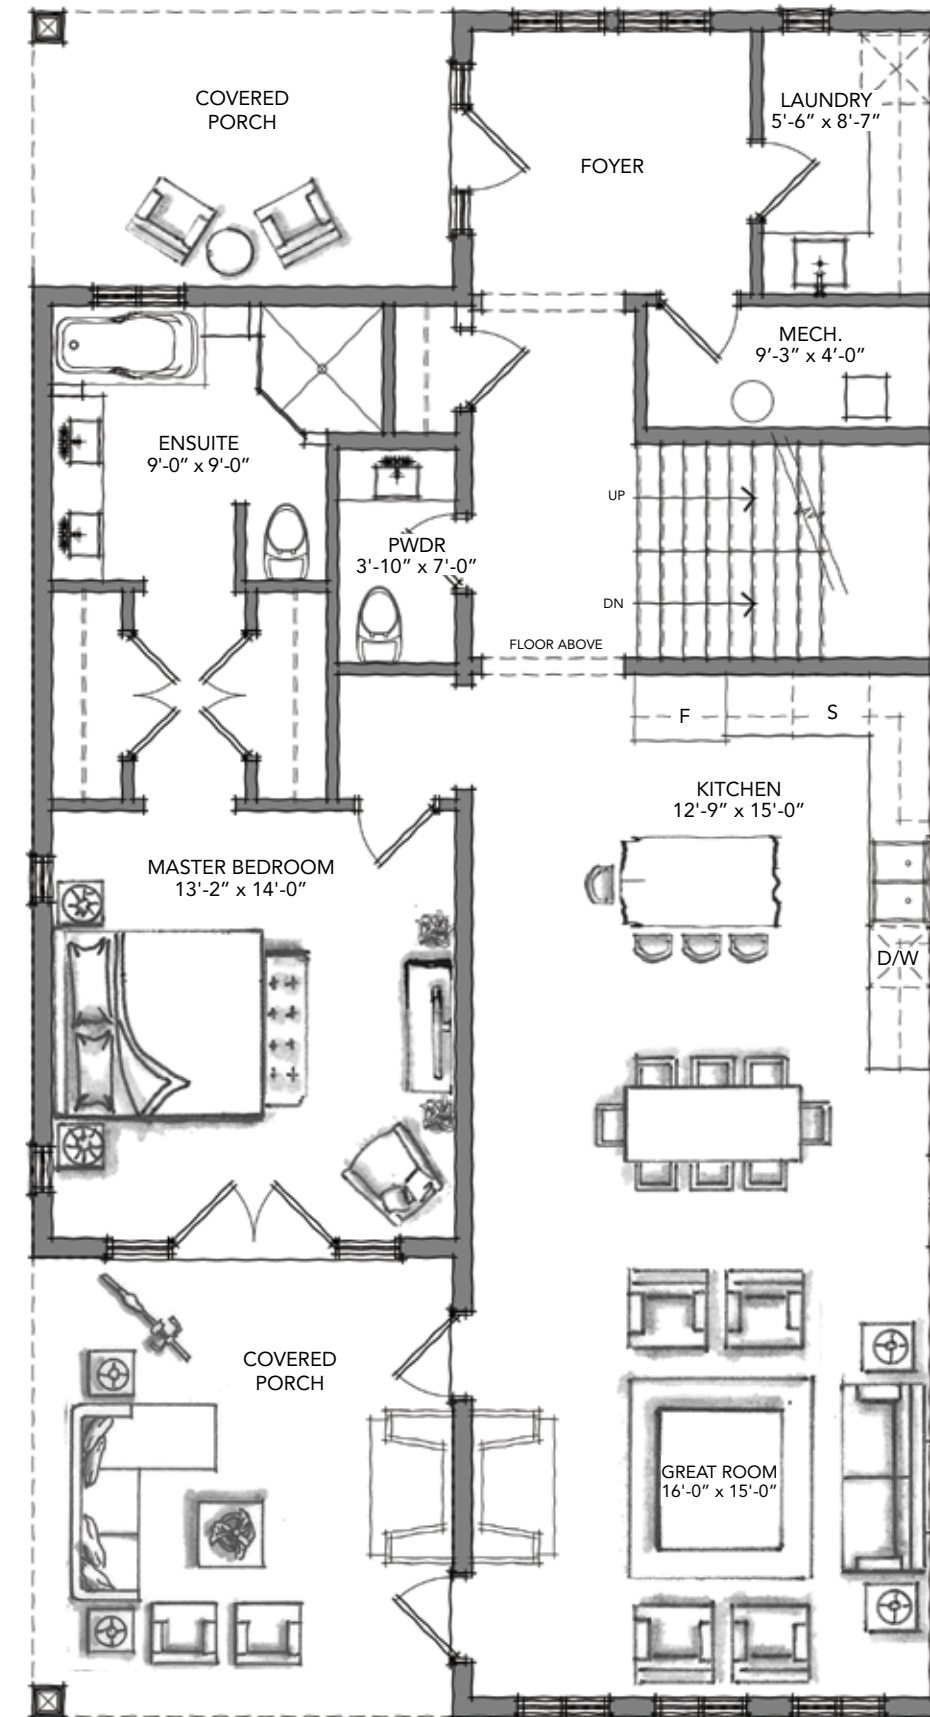 COVERED
PORCH
LAUNDRY
5'-6” x 8'-7”
FOYER
MECH.
9'-3” x 4'-0”
ENSUITE
9'-0” x 9'-0”
UP
PWDR
3'-10” x 7'-0”
DN
FLOOR ABOVE
F
S
KITCHEN
12'-9” x 15'-0”
MASTER BEDROOM
13'-2” x 14'-0”
D/W
COVERED
PORCH
GREAT ROOM
16'-0” x 15'-0”